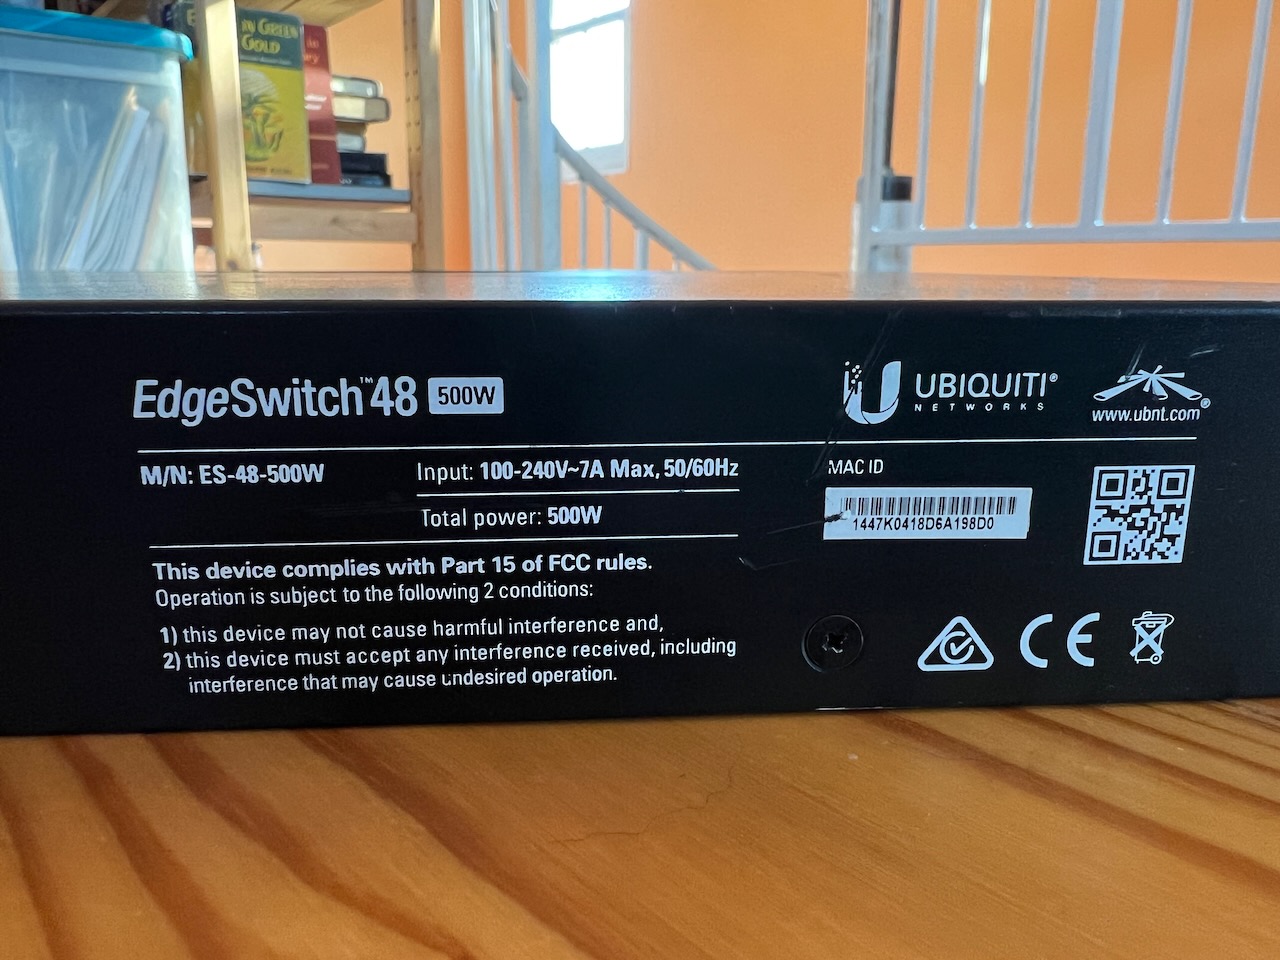 N GREEN
GOLD
EdgeSwitch™48 500W
UBIQUITI®
NETWORKS
www.ubnt.com®
M/N: ES-48-500W
Input: 100-240V~7A Max, 50/60Hz
Total power: 500W
MAC ID
1447K0418D6A198D0
This device complies with Part 15 of FCC rules.
Operation is subject to the following 2 conditions:
1) this device may not cause harmful interference and,
2) this device must accept any interference received, including
interference that may cause undesired operation.
CE